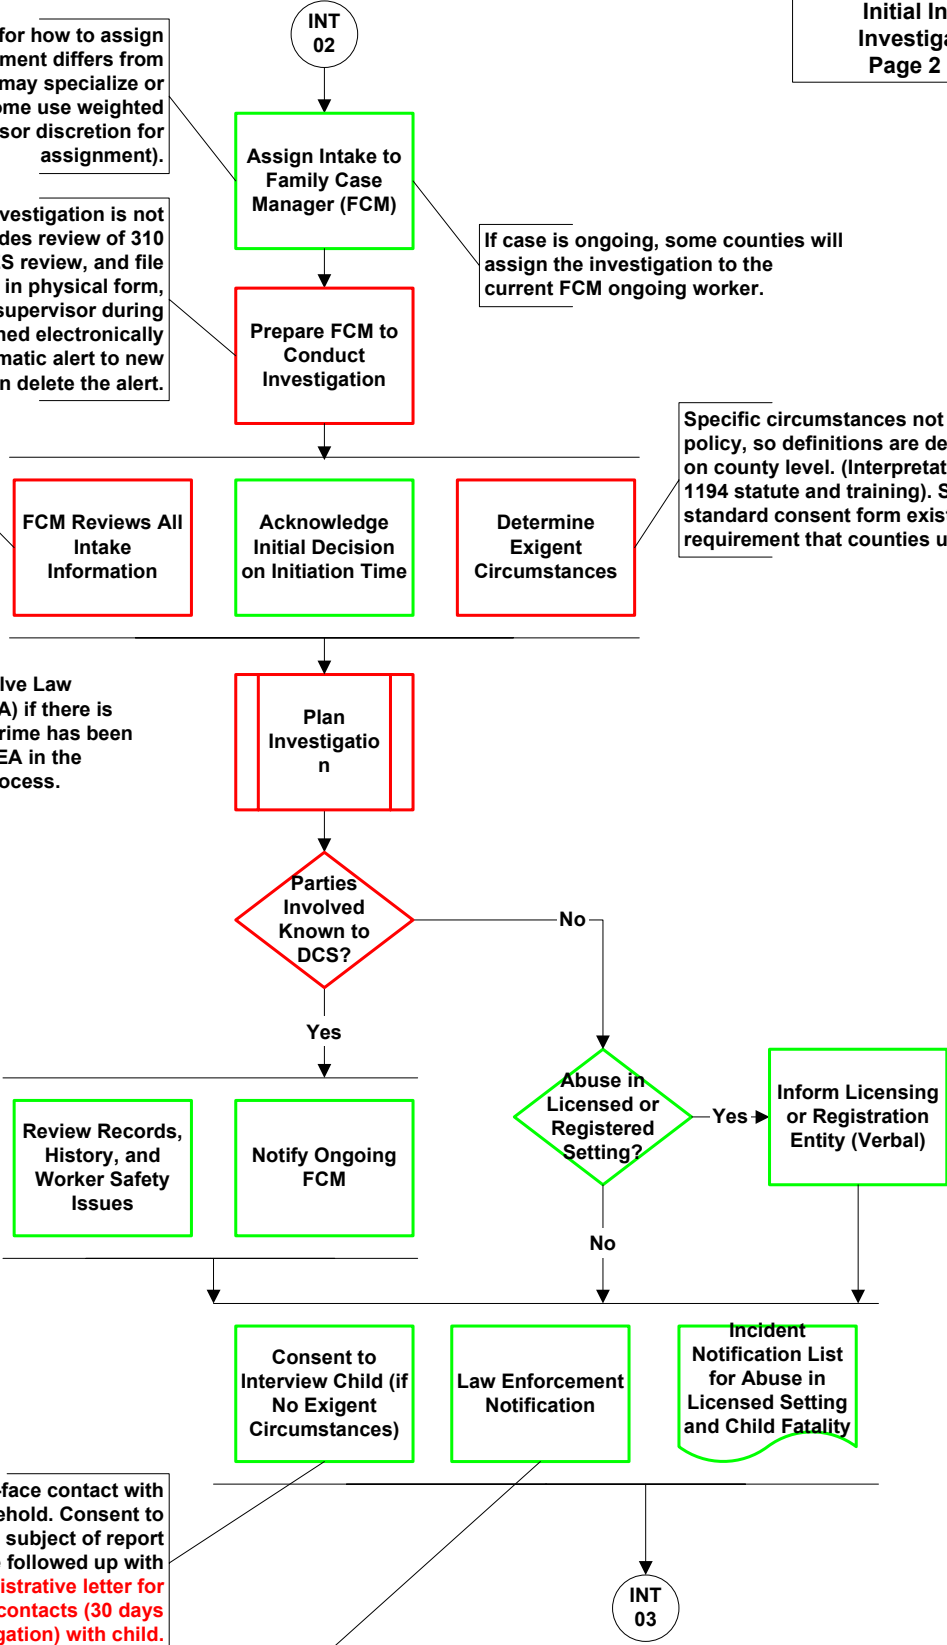 Initial In
Investiga
Page 2
INT
02
for how to assign
ment differs from
may specialize or
ome use weighted
sor discretion for
assignment).
Assign Intake to
Family Case
Manager (FCM)
vestigation is not
des review of 310
S review, and file
in physical form,
supervisor during
ned electronically
matic alert to new
n delete the alert.
If case is ongoing, some counties will
assign the investigation to the
current FCM ongoing worker.
Prepare FCM to
Conduct
Investigation
Specific circumstances not
policy, so definitions are de
on county level. (Interpretat
1194 statute and training). S
standard consent form exis
requirement that counties u
FCM Reviews All
Intake
Information
Acknowledge
Initial Decision
on Initiation Time
Determine
Exigent
Circumstances
lve Law
A) if there is
rime has been
EA in the
ocess.
Plan
Investigatio
n
Parties
Involved
Known to
DCS?
No
Yes
Abuse in
Licensed or
Registered
Setting?
Yes
Inform Licensing
or Registration
Entity (Verbal)
Review Records,
History, and
Worker Safety
Issues
Notify Ongoing
FCM
No
Consent to
Interview Child (if
No Exigent
Circumstances)
Law Enforcement
Notification
Incident
Notification List
for Abuse in
Licensed Setting
and Child Fatality
-face contact with
ehold. Consent to
subject of report
e followed up with
istrative letter for
contacts (30 days
gation) with child.
INT
03